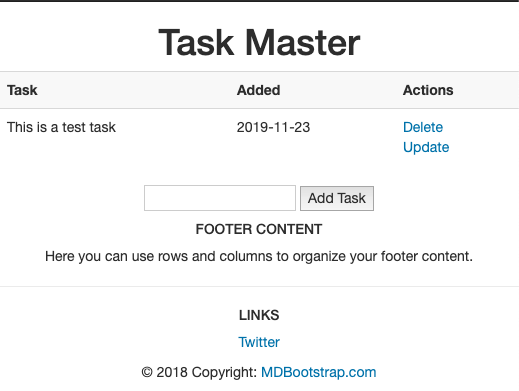 Task Master
Task Added Actions
This is a test task 2019-11-23 Delete
Update
Add Task
FOOTER CONTENT
Here you can use rows and columns to organize your footer content.
LINKS
Twitter
© 2018 Copyright: MDBootstrap.com